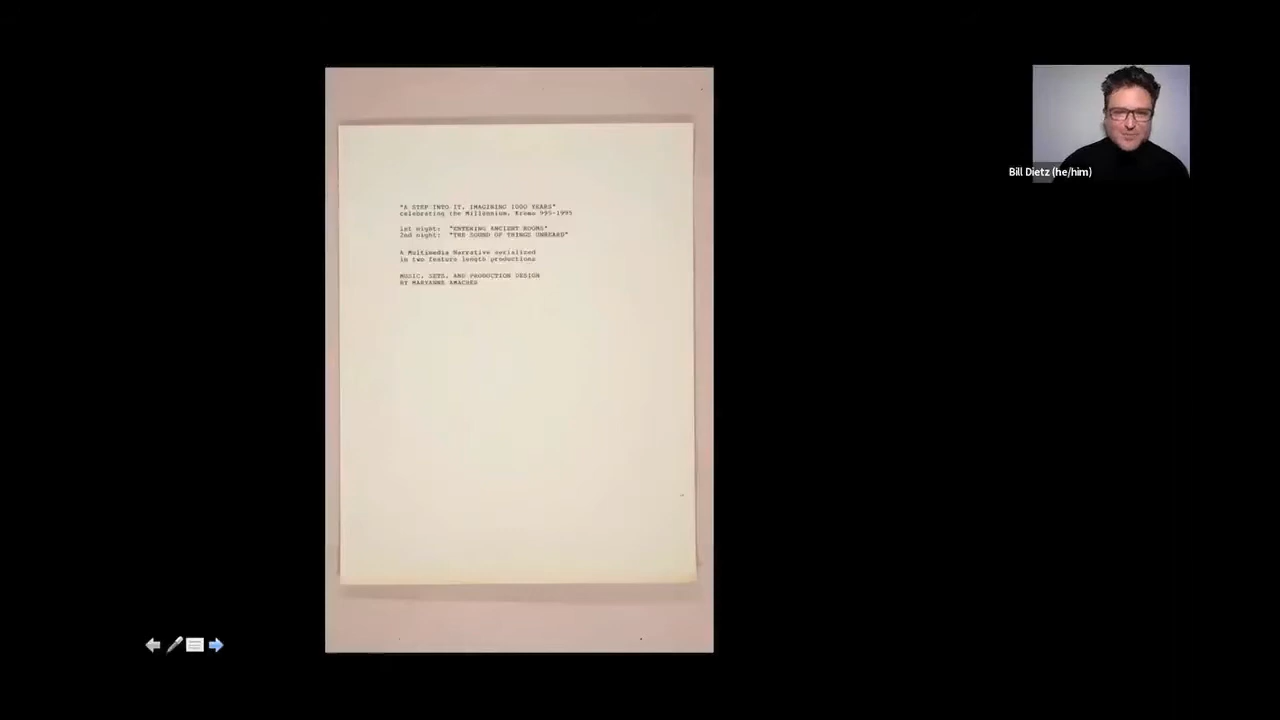 "A STEP INTO IT, IMAGINING 1000 YEARS"
celebrating the Millennium, Krems 995-1995
1st night: "ENTERING ANCIENT ROOMS"
2nd night: "THE SOUND OF THINGS UNHEARD"
A Multimedia Narrative serialized
in two feature length productions
MUSIC, SETS, AND PRODUCTION DESIGN
BY MARYANNE AMACHER
Bill Dietz (he/him)